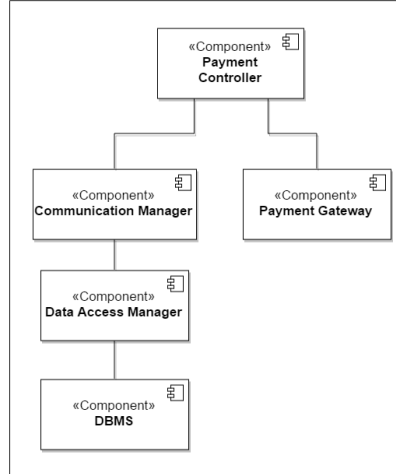 «Component»
Payment
Controller
«Component»
Communication Manager
«Component»
Payment Gateway
«Component»
Data Access Manager
«Component»
DBMS